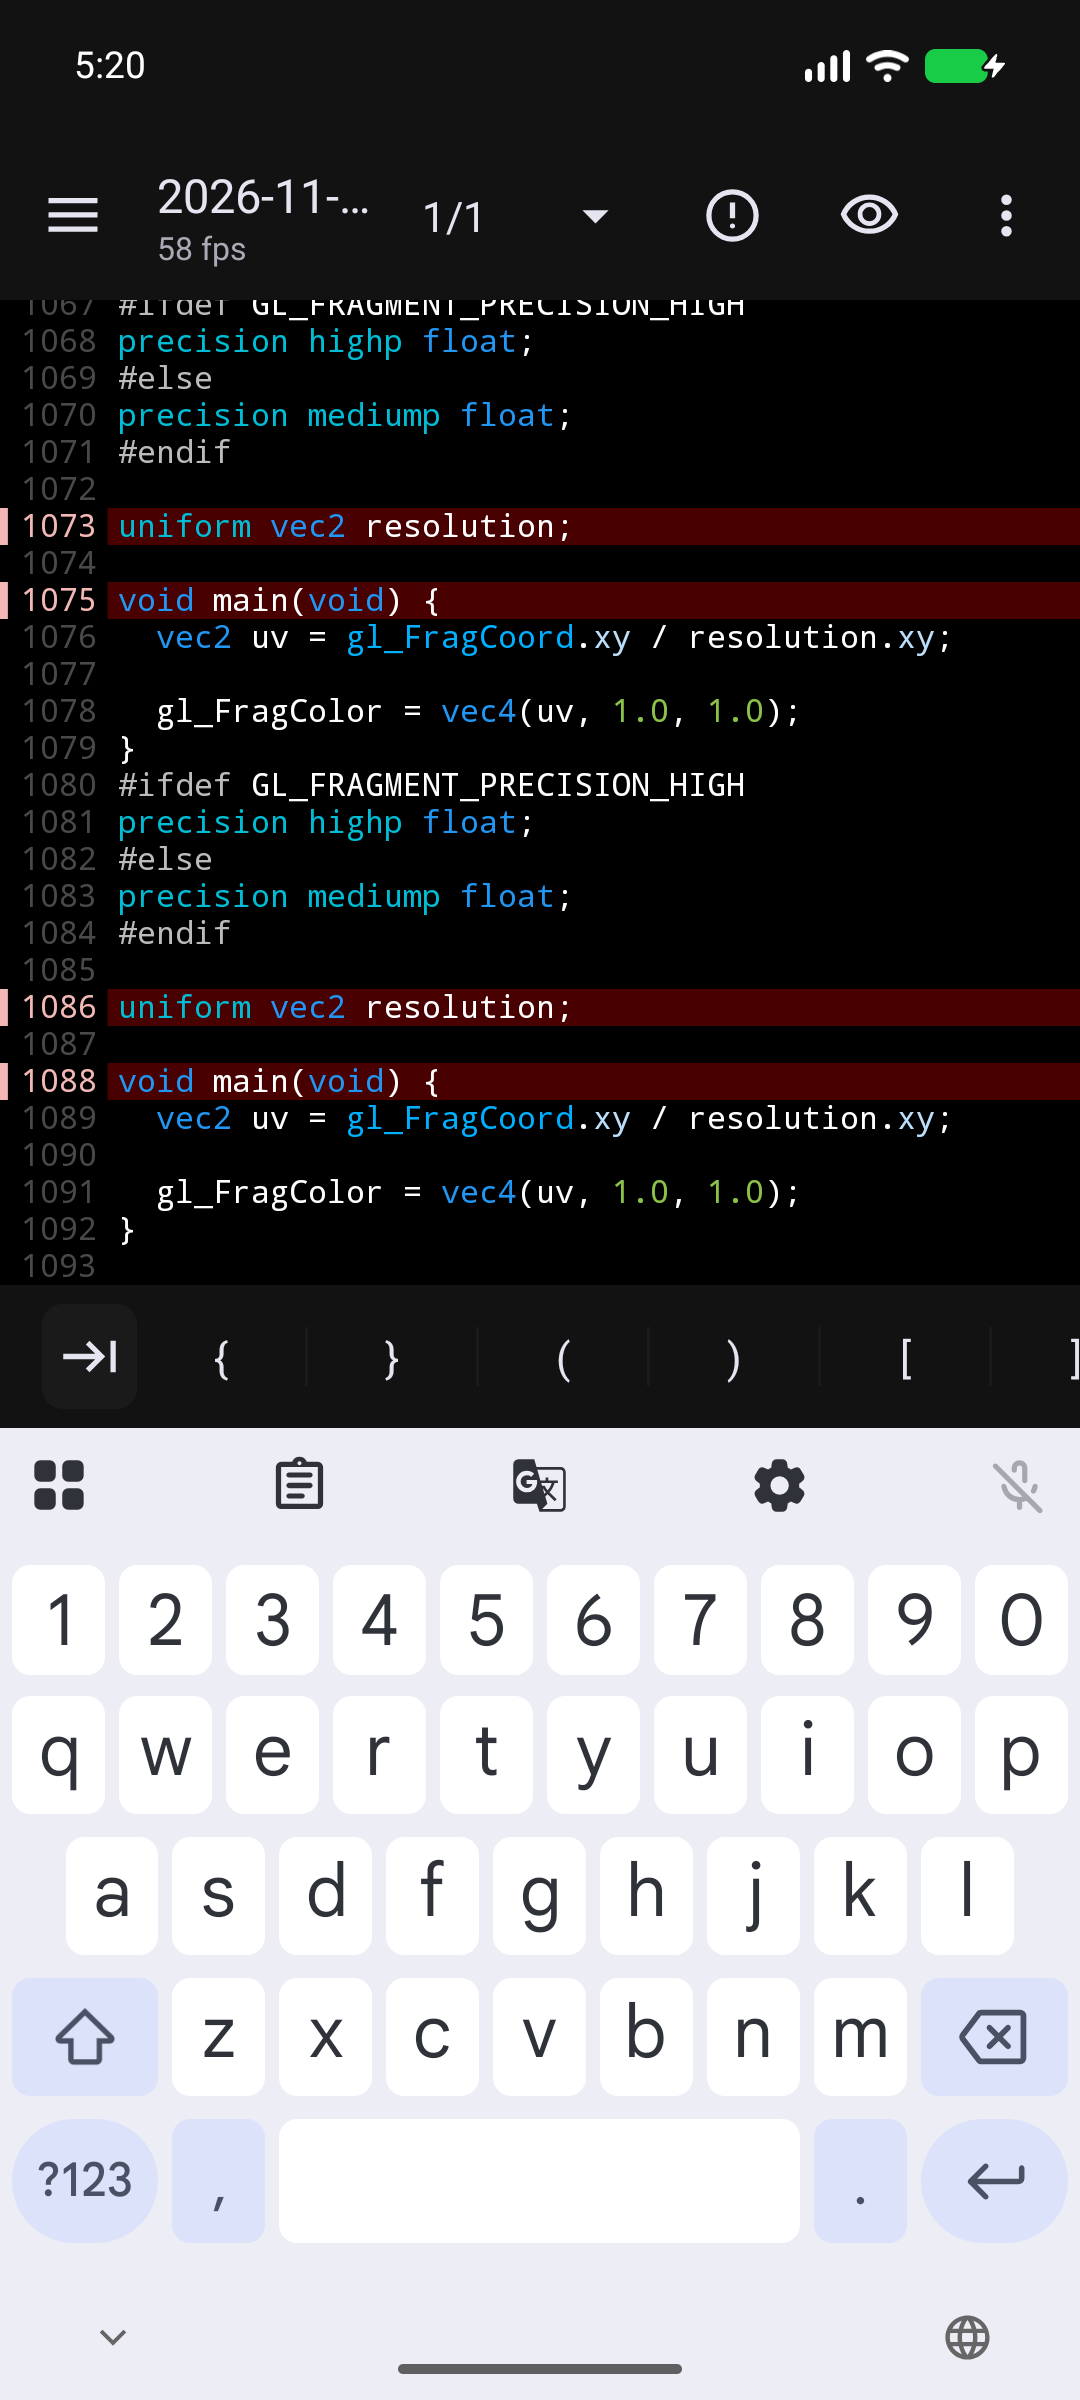 5:20
2026-11-...
1/1
58 fps
1067 #ifdef GL_FRAGMENT_PRECISION_HIGH
1068 precision highp float;
1069 #else
1070 precision mediump float;
1071 #endif
1072
1073 uniform vec2 resolution;
1074
1075 void main(void) {
1076   vec2 uv = gl_FragCoord.xy / resolution.xy;
1077
1078   gl_FragColor = vec4(uv, 1.0, 1.0);
1079 }
1080 #ifdef GL_FRAGMENT_PRECISION_HIGH
1081 precision highp float;
1082 #else
1083 precision mediump float;
1084 #endif
1085
1086 uniform vec2 resolution;
1087
1088 void main(void) {
1089   vec2 uv = gl_FragCoord.xy / resolution.xy;
1090
1091   gl_FragColor = vec4(uv, 1.0, 1.0);
1092 }
1093
{ } ( ) [ ]
1 2 3 4 5 6 7 8 9 0
q w e r t y u i o p
a s d f g h j k l
z x c v b n m
?123 , .